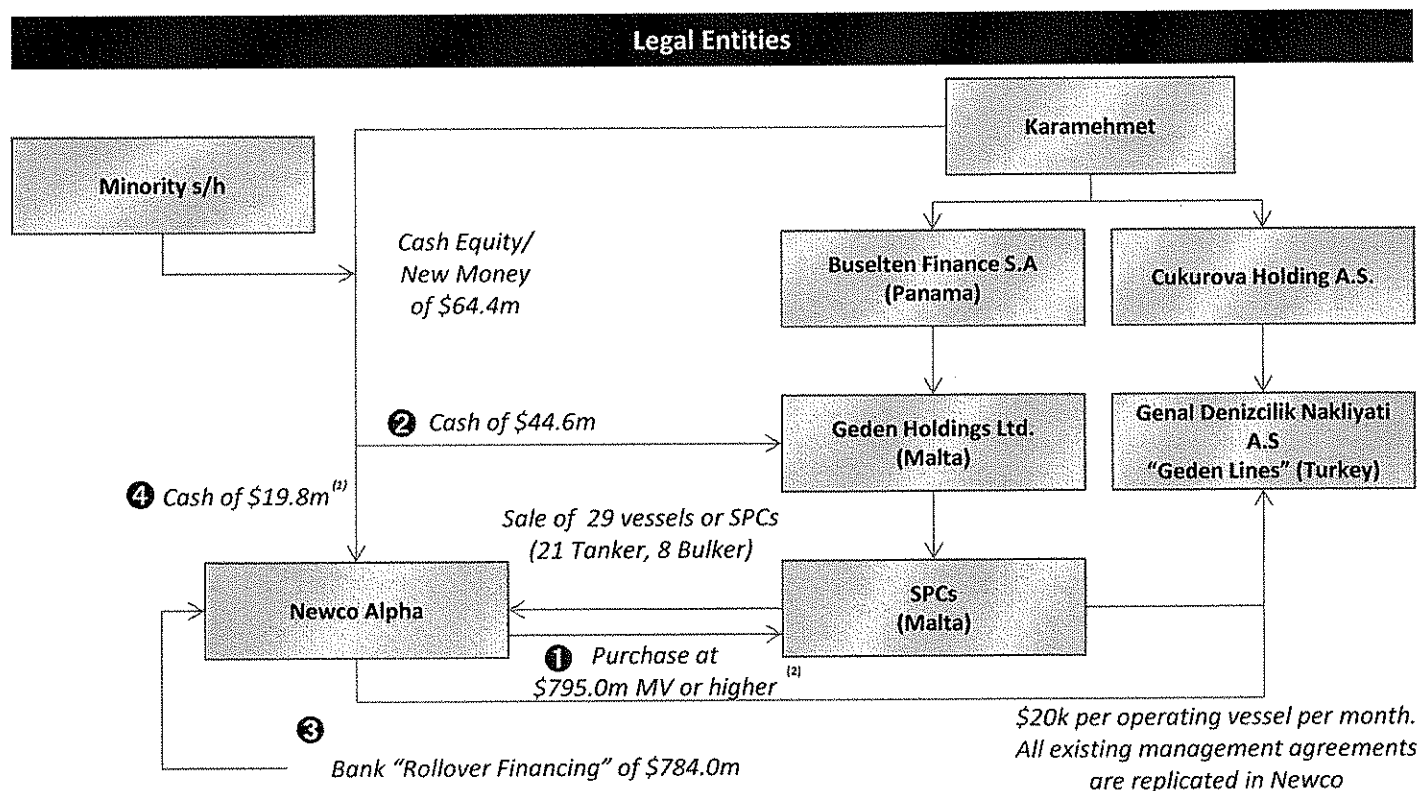 Legal Entities
Karamehmet
Minority s/h
Cash Equity/
New Money
of $64.4m
Buselten Finance S.A
(Panama)
Cukurova Holding A.S.
❷ Cash of $44.6m
Geden Holdings Ltd.
(Malta)
Genal Denizcilik Nakliyati
A.S
"Geden Lines" (Turkey)
❹ Cash of $19.8m(1)
Sale of 29 vessels or SPCs
(21 Tanker, 8 Bulker)
Newco Alpha
SPCs
(Malta)
❶ Purchase at
$795.0m MV or higher (2)
❸
Bank "Rollover Financing" of $784.0m
$20k per operating vessel per month.
All existing management agreements
are replicated in Newco